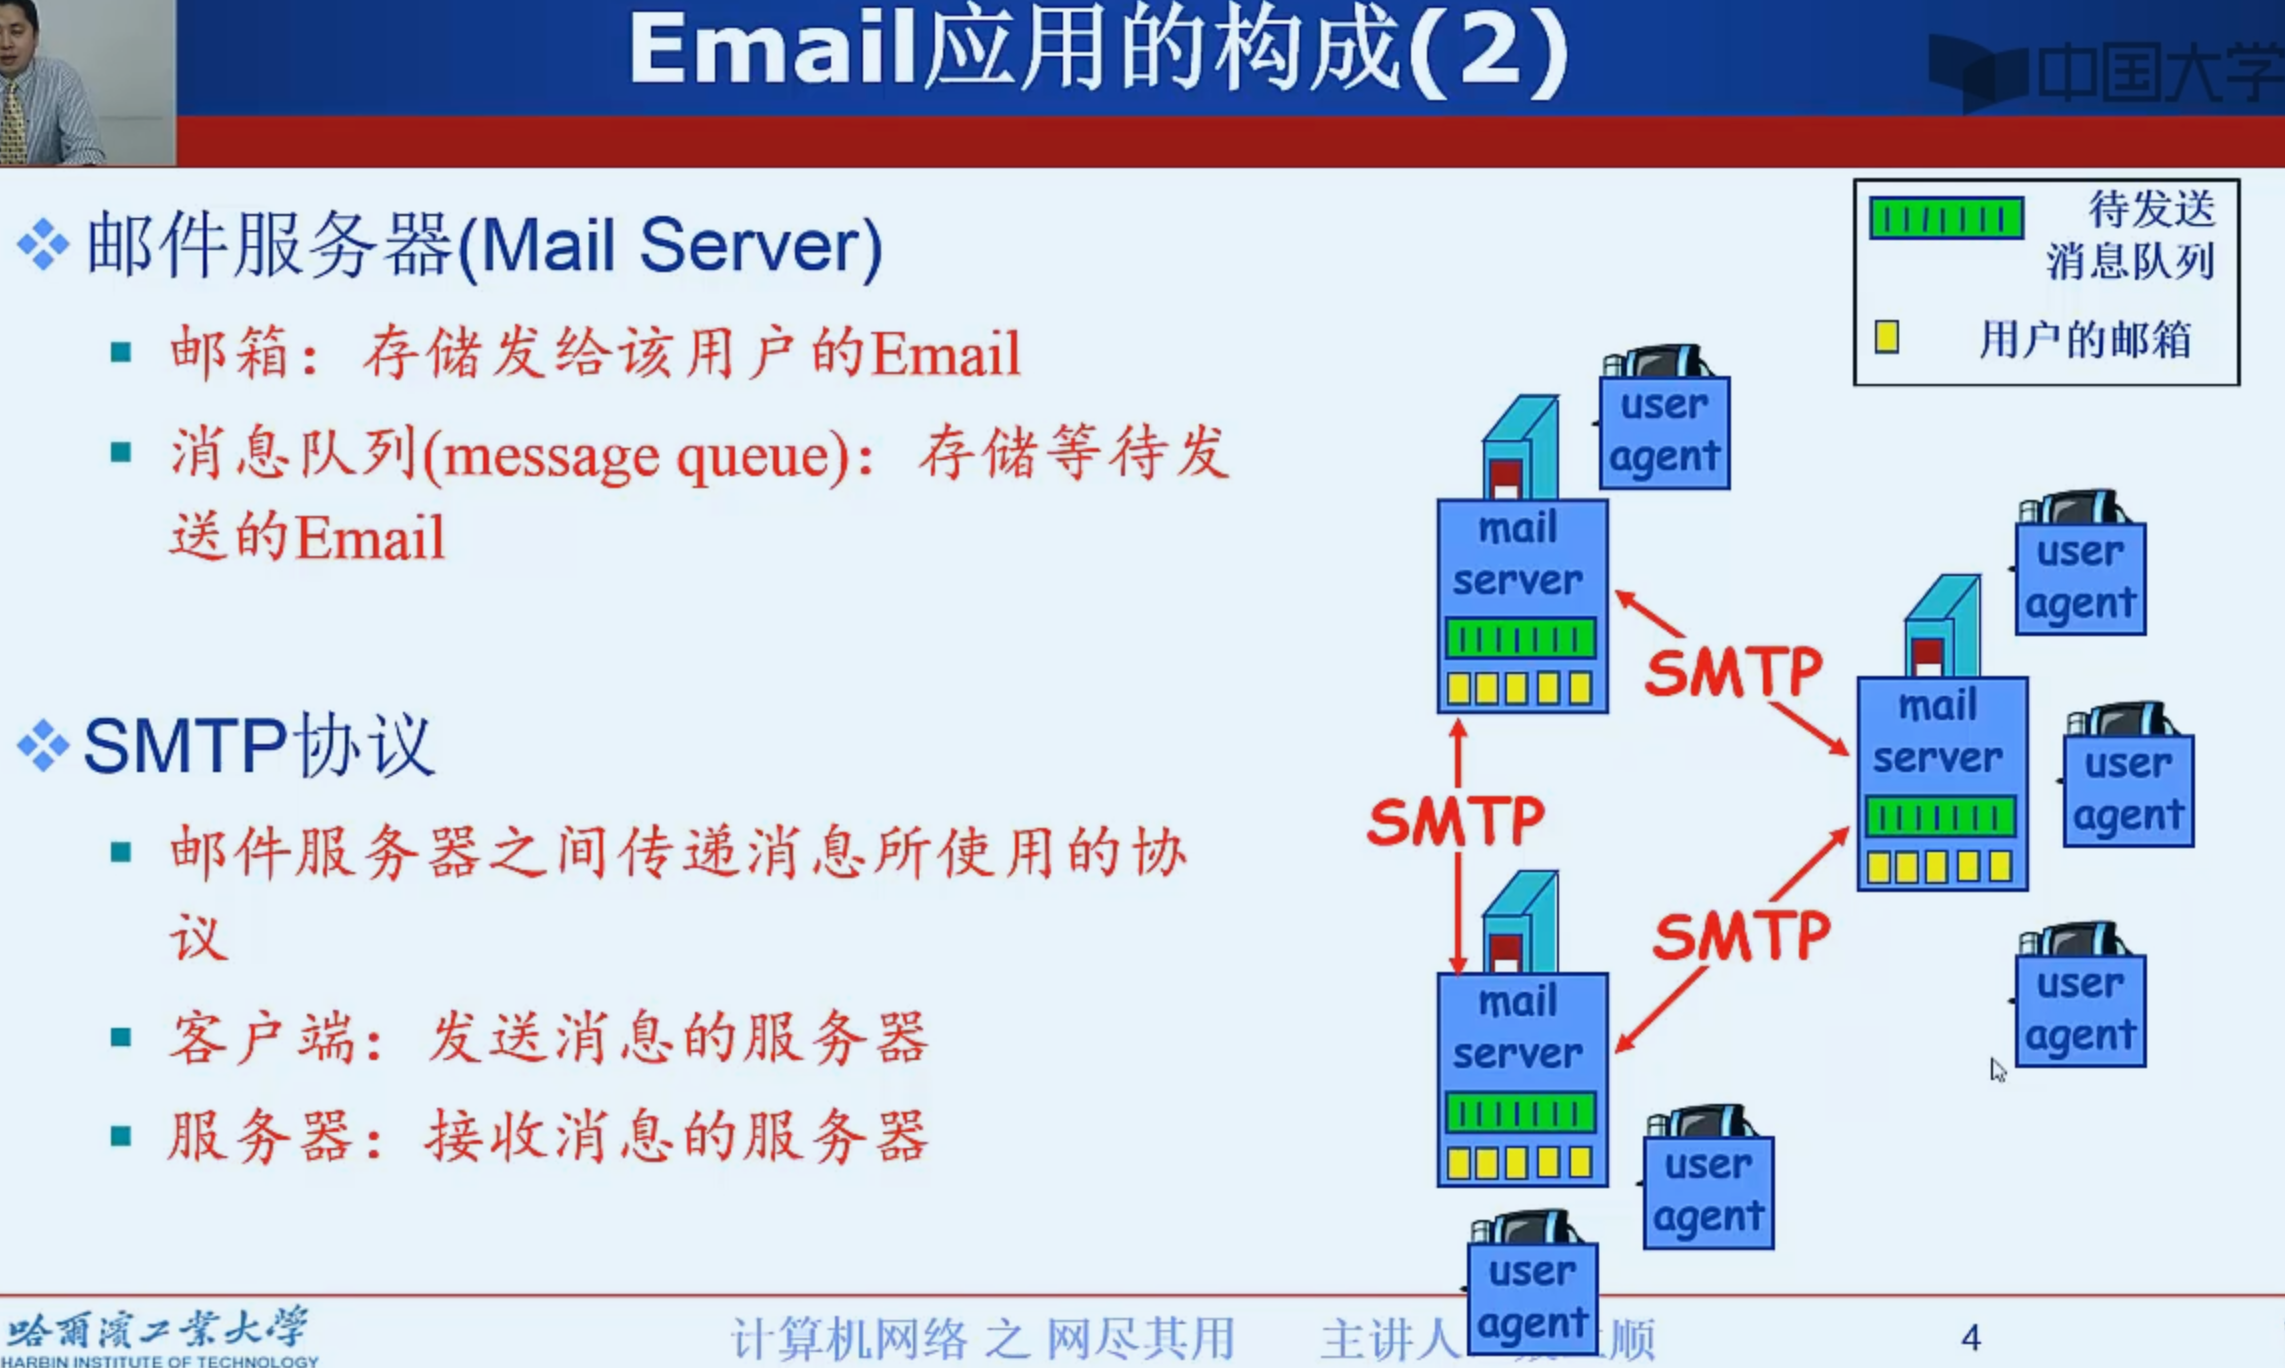 Email应用的构成(2)
中国大学
邮件服务器(Mail Server)
邮箱：存储发给该用户的Email
消息队列(message queue)：存储等待发
送的Email
SMTP协议
邮件服务器之间传递消息所使用的协
议
客户端：发送消息的服务器
服务器：接收消息的服务器
待发送
消息队列
用户的邮箱
user
agent
mail
server
user
agent
SMTP
mail
server
user
agent
SMTP
SMTP
user
agent
mail
server
user
agent
user
agent
哈爾濱工業大學
HARBIN INSTITUTE OF TECHNOLOGY
计算机网络 之 网尽其用
主讲人
顺
4